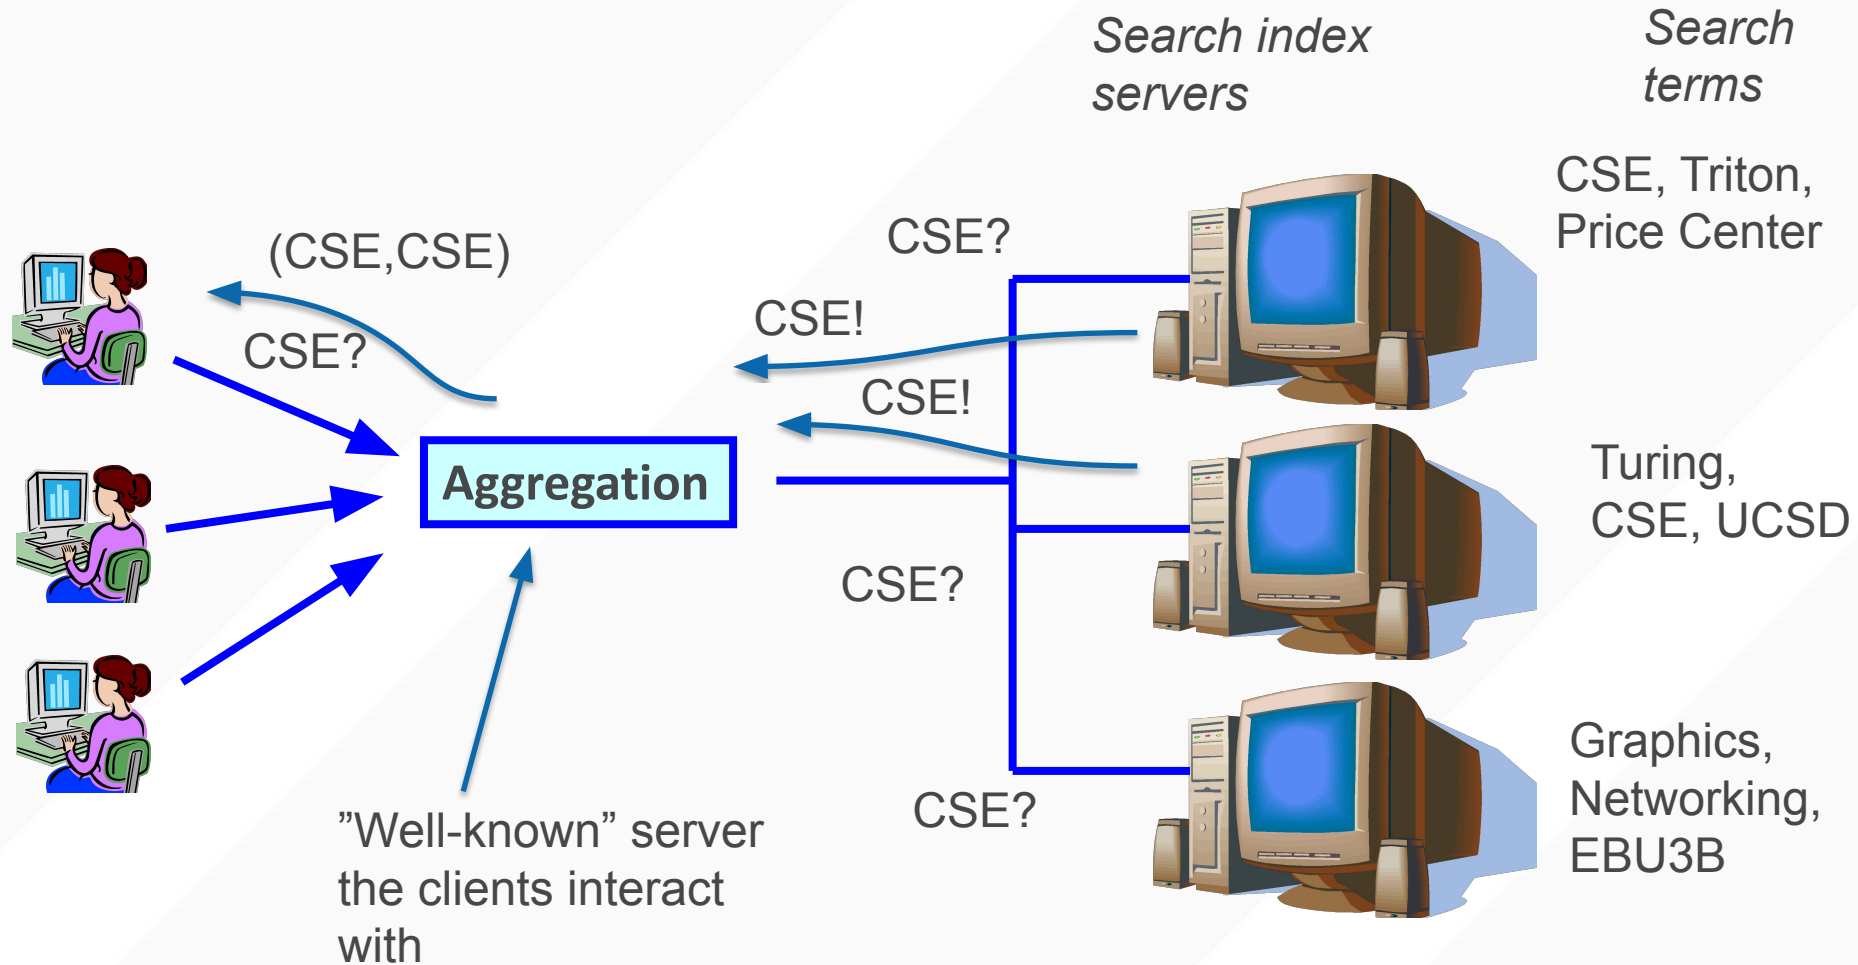 Search index
servers
Search
terms
CSE, Triton,
Price Center
CSE?
(CSE,CSE)
CSE!
CSE?
CSE!
Aggregation
Turing,
CSE, UCSD
CSE?
Graphics,
Networking,
EBU3B
CSE?
”Well-known” server
the clients interact
with